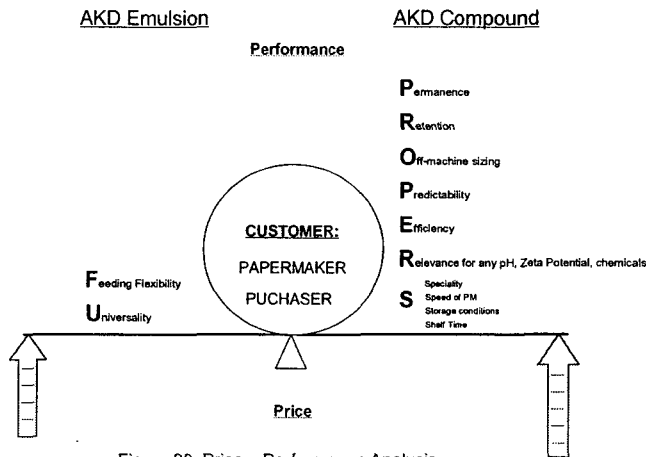 AKD Emulsion
AKD Compound
Performance
Permanence
Retention
Off-machine sizing
Predictability
Efficiency
Relevance for any pH, Zeta Potential, chemicals
S
Speciality
Speed of PM
Storage conditions
Shelf Time
CUSTOMER:
PAPERMAKER
PUCHASER
Feeding Flexibility
Universality
Price